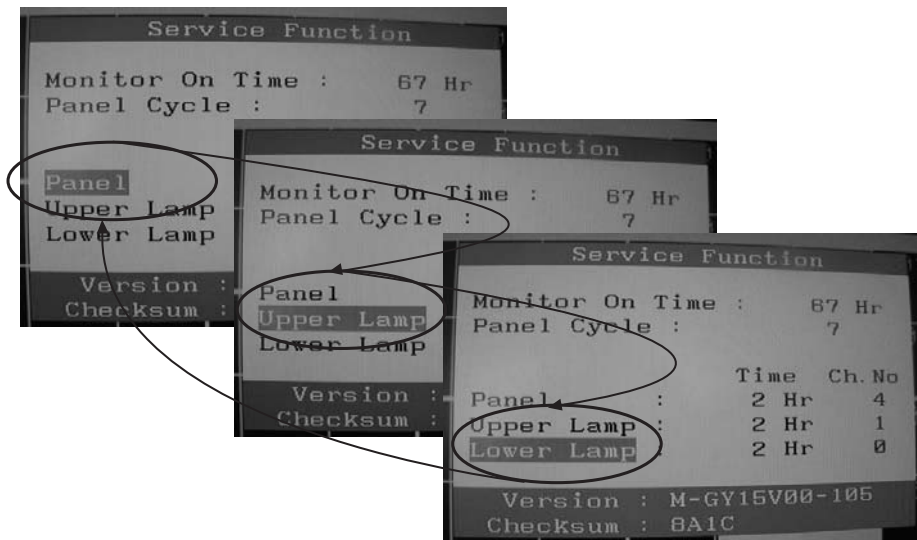 Service Function
Monitor On Time : 67 Hr
Panel Cycle : 7
Panel
Upper Lamp
Lower Lamp
Version :
Checksum :
Service Function
Monitor On Time : 67 Hr
Panel Cycle : 7
Panel
Upper Lamp
Lower Lamp
Version :
Checksum :
Service Function
Monitor On Time : 67 Hr
Panel Cycle : 7
Time Ch. No
Panel : 2 Hr 4
Upper Lamp : 2 Hr 1
Lower Lamp : 2 Hr 0
Version : M-GY15V00-105
Checksum : 8A1C